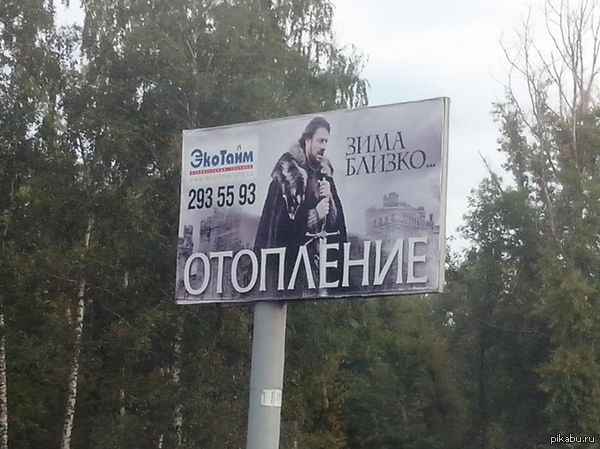 ЭкоТайм
293 55 93
ЗИМА
БЛИЗКО...
ОТОПЛЕНИЕ
pikabu.ru